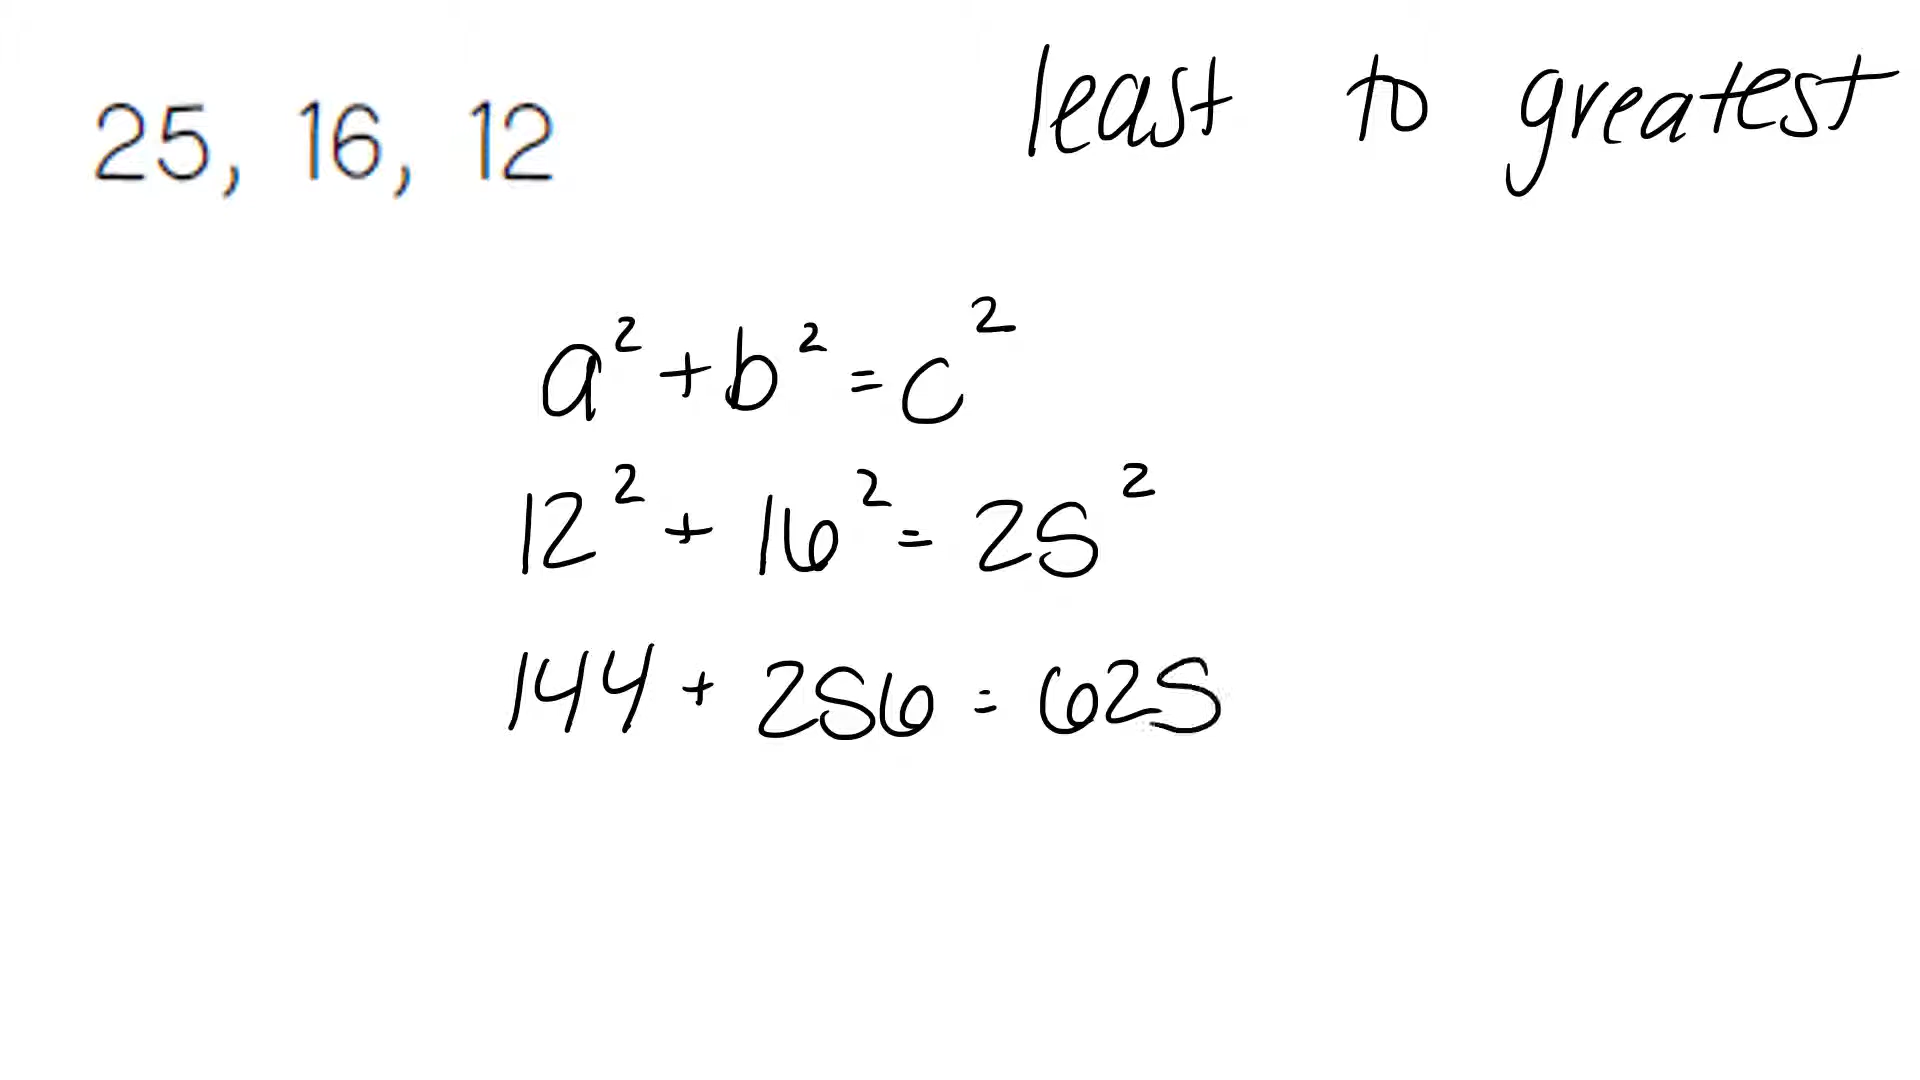 25, 16, 12
least to greatest
a² + b² = c²
12² + 16² = 25²
144 + 256 = 625